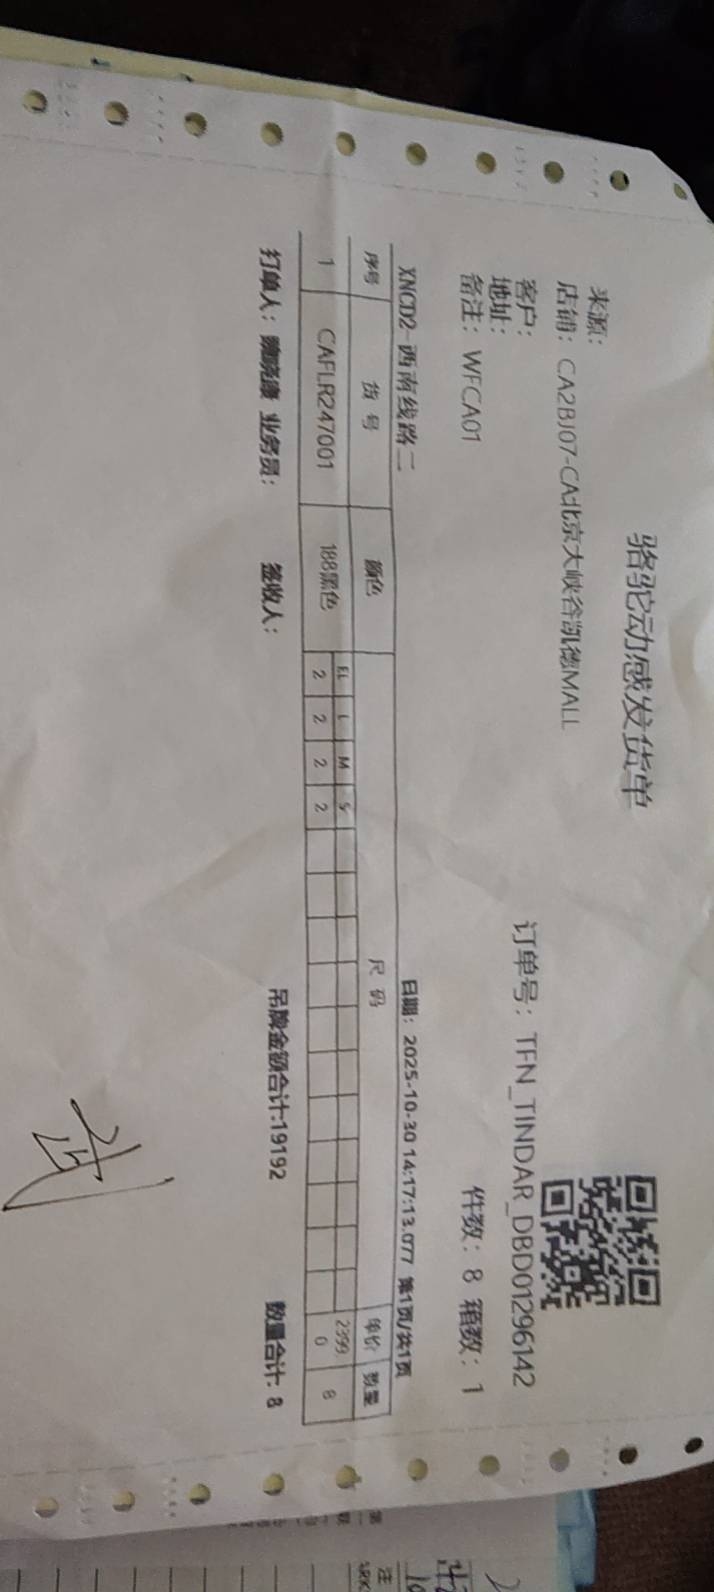 骆驼动感发货单
来源：
店铺：CA2BJ07-CA北京大峡谷凯德MALL
客户：
订单号：TFN_TINDAR_DBD01296142
地址：
备注：WFCA01
件数：8 箱数：1
XNCD2-西南线路二
日期：2025-10-30 14:17:13.077 第1页/共1页
序号 货号 颜色 尺码 单价 数量
EL L M S
1 CAFLR247001 188黑色 2 2 2 2 2399.0 8
打单人：魏晓康 业务员： 签收人： 吊牌金额合计:19192 数量合计: 8
武